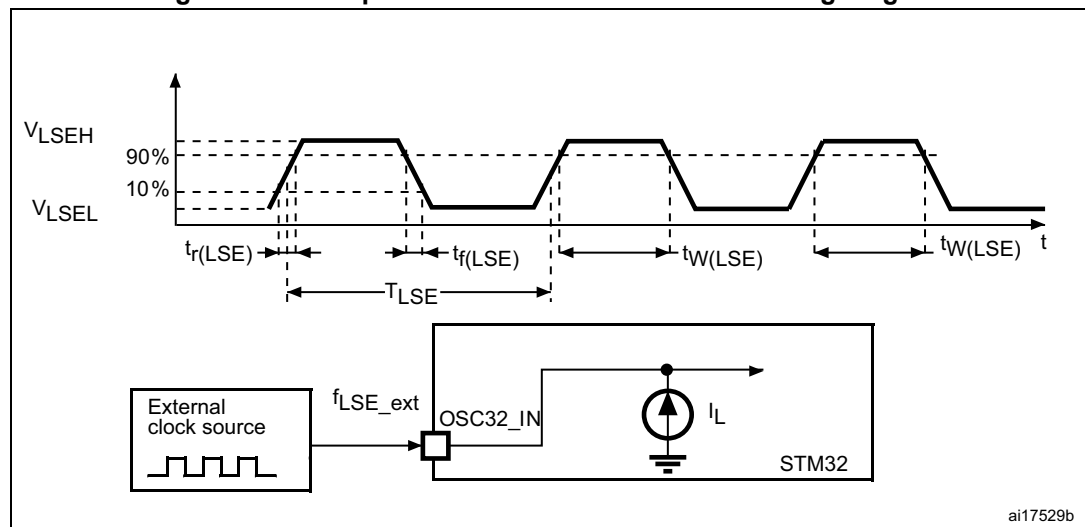 VLSEH
90%
10%
VLSEL
tr(LSE)
tf(LSE)
tW(LSE)
tW(LSE)
t
TLSE
External
clock source
fLSE_ext
OSC32_IN
IL
STM32
ai17529b